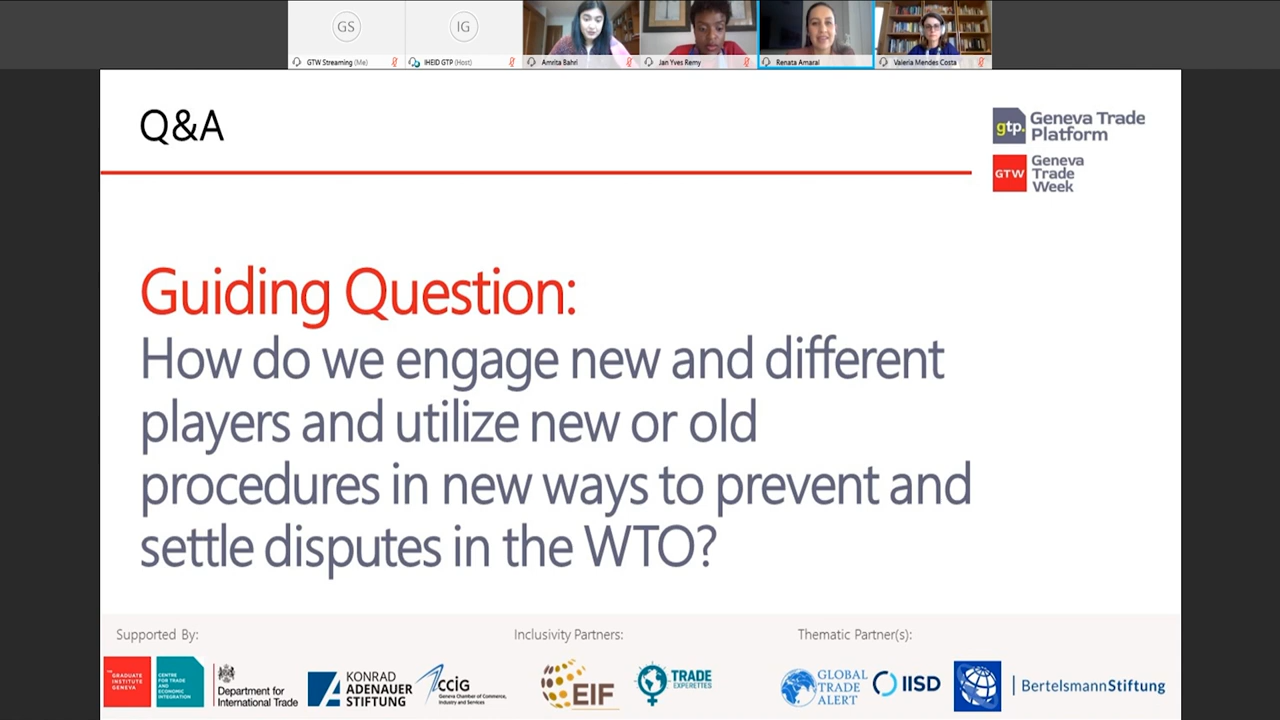 GS
IG
GTW Streaming (Me)
IHEID GTP (Host)
Amrita Bahri
Jan Yves Remy
Renata Amaral
Valeria Mendes Costa
Q&A
gtp.
Geneva Trade
Platform
GTW
Geneva
Trade
Week
Guiding Question:
How do we engage new and different
players and utilize new or old
procedures in new ways to prevent and
settle disputes in the WTO?
Supported By:
Inclusivity Partners:
Thematic Partner(s):
THE
GRADUATE
INSTITUTE
GENEVA
CENTRE
FOR TRADE
AND
ECONOMIC
INTEGRATION
Department for
International Trade
KONRAD
ADENAUER
STIFTUNG
CCIG
Geneva Chamber of Commerce,
Industry and Services
EIF
TRADE
EXPERETTES
GLOBAL
TRADE
ALERT
IISD
BertelsmannStiftung